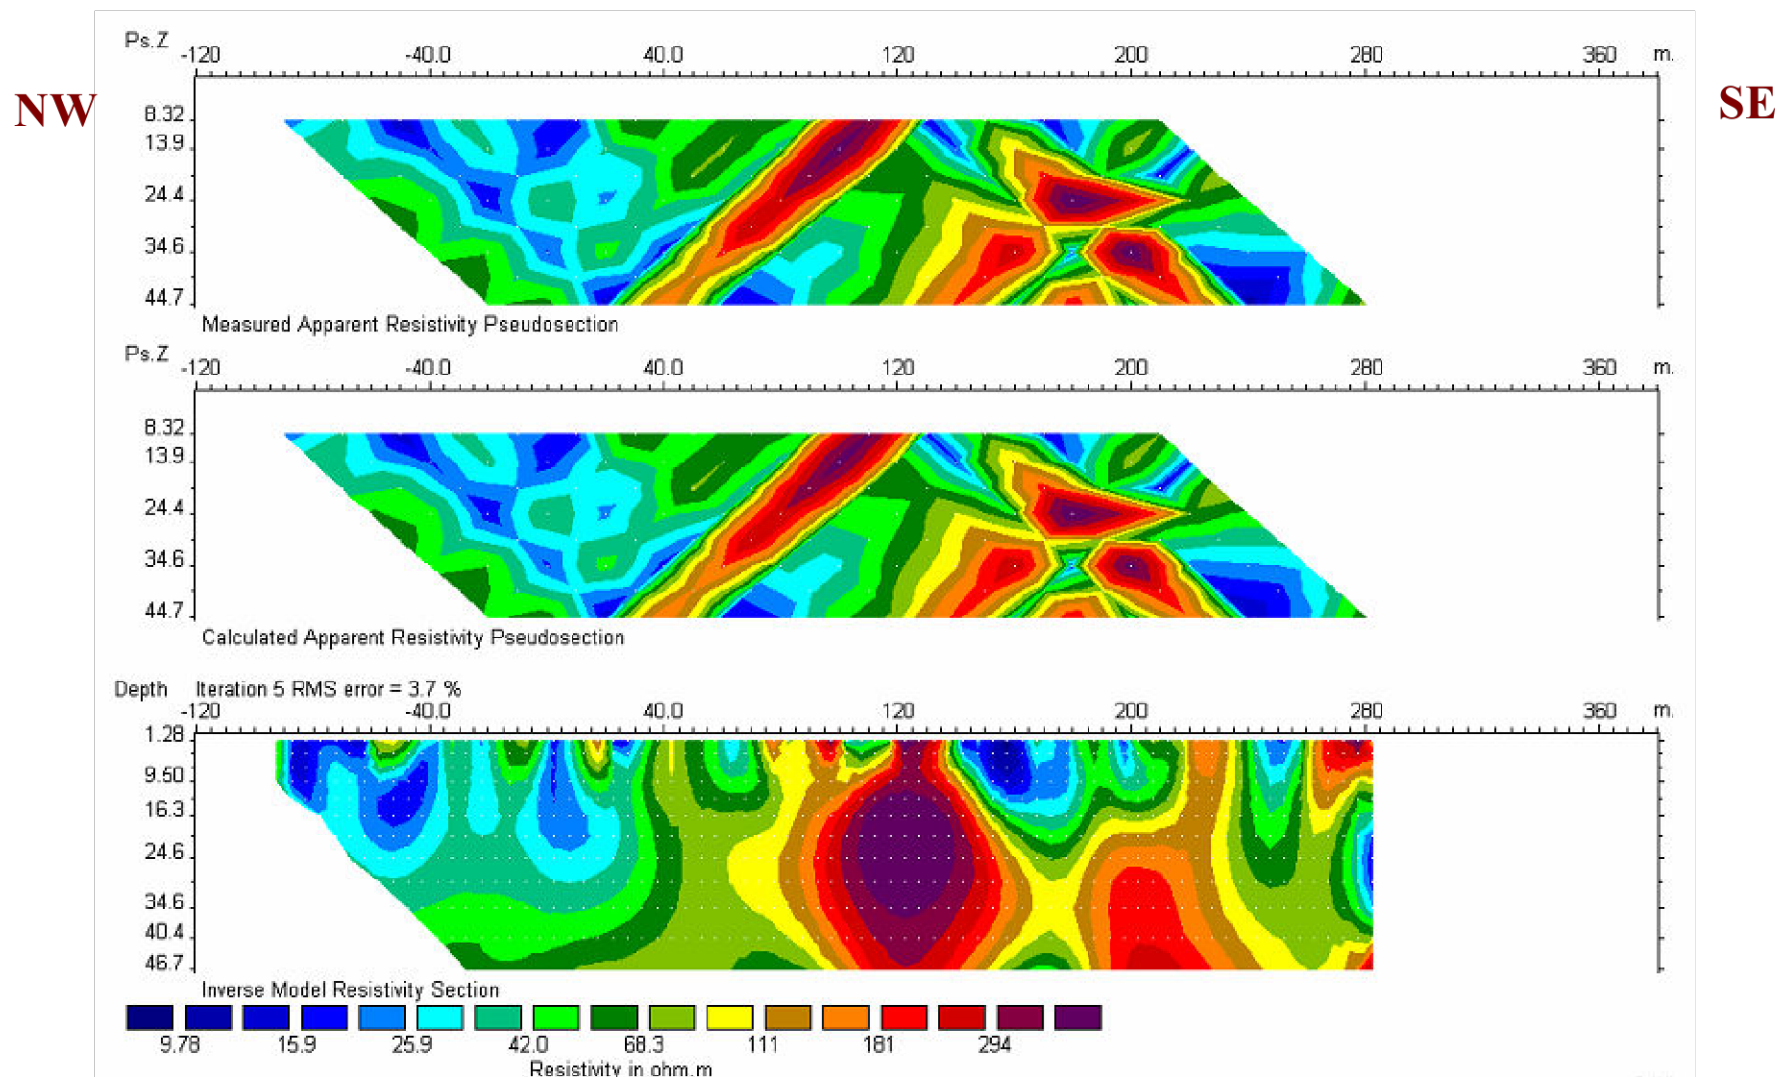 Ps.Z -120 -40.0 40.0 120 200 280 360 m.
NW SE
8.32
13.9
24.4
34.6
44.7
Measured Apparent Resistivity Pseudosection
Ps.Z -120 -40.0 40.0 120 200 280 360 m.
8.32
13.9
24.4
34.6
44.7
Calculated Apparent Resistivity Pseudosection
Depth Iteration 5 RMS error = 3.7 %
-120 -40.0 40.0 120 200 280 360 m.
1.28
9.50
16.3
24.6
34.6
40.4
46.7
Inverse Model Resistivity Section
9.78 15.9 25.9 42.0 68.3 111 181 294
Resistivity in ohm.m